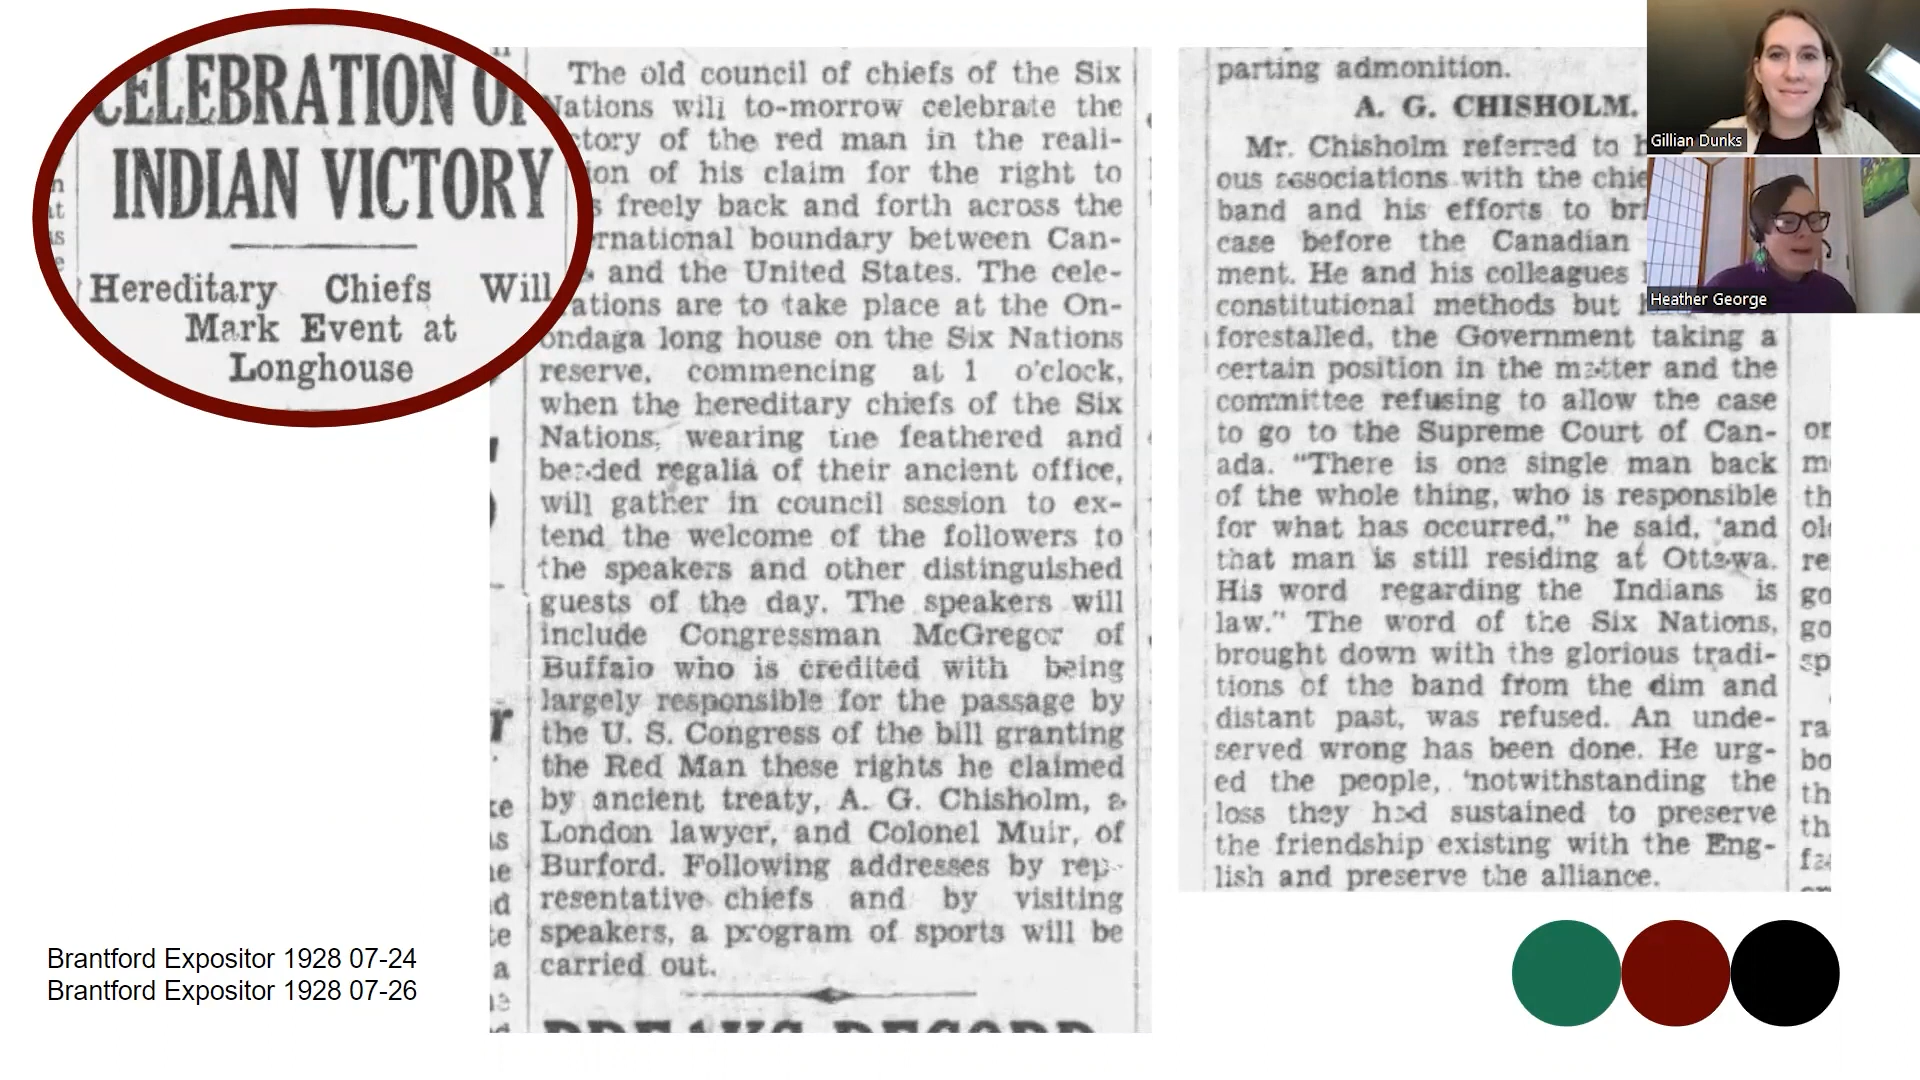 CELEBRATION OF
INDIAN VICTORY
Hereditary Chiefs Will
Mark Event at
Longhouse
The old council of chiefs of the Six
Nations will to-morrow celebrate the
ctory of the red man in the reali-
ion of his claim for the right to
s freely back and forth across the
rnational boundary between Can-
and the United States. The cele-
ations are to take place at the On-
ondaga long house on the Six Nations
reserve, commencing at 1 o'clock,
when the hereditary chiefs of the Six
Nations, wearing the feathered and
beaded regalia of their ancient office,
will gather in council session to ex-
tend the welcome of the followers to
the speakers and other distinguished
guests of the day. The speakers will
include Congressman McGregor of
Buffalo who is credited with being
largely responsible for the passage by
the U. S. Congress of the bill granting
the Red Man these rights he claimed
by ancient treaty, A. G. Chisholm, a
London lawyer, and Colonel Muir, of
Burford. Following addresses by rep-
resentative chiefs and by visiting
speakers, a program of sports will be
carried out.
parting admonition.
A. G. CHISHOLM.
Mr. Chisholm referred to h
ous associations with the chie
band and his efforts to bri
case before the Canadian
ment. He and his colleagues
constitutional methods but
forestalled, the Government taking a
certain position in the matter and the
committee refusing to allow the case
to go to the Supreme Court of Can-
ada. "There is one single man back
of the whole thing, who is responsible
for what has occurred," he said, 'and
that man is still residing at Ottawa.
His word regarding the Indians is
law." The word of the Six Nations,
brought down with the glorious tradi-
tions of the band from the dim and
distant past, was refused. An unde-
served wrong has been done. He urg-
ed the people, 'notwithstanding the
loss they had sustained to preserve
the friendship existing with the Eng-
lish and preserve the alliance.
Gillian Dunks
Heather George
Brantford Expositor 1928 07-24
Brantford Expositor 1928 07-26